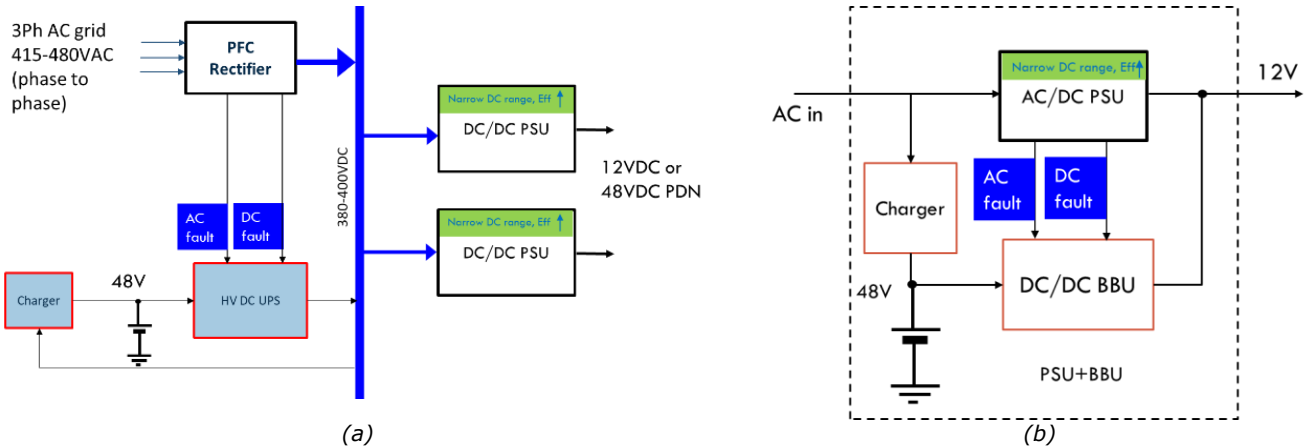 3Ph AC grid
415-480VAC
(phase to
phase)
PFC
Rectifier
380-400VDC
Narrow DC range, Eff
DC/DC PSU
12VDC or
48VDC PDN
Narrow DC range, Eff
DC/DC PSU
AC
fault
DC
fault
Charger
48V
HV DC UPS
(a)
Narrow DC range, Eff
AC/DC PSU
12V
AC in
Charger
AC
fault
DC
fault
48V
DC/DC BBU
PSU+BBU
(b)